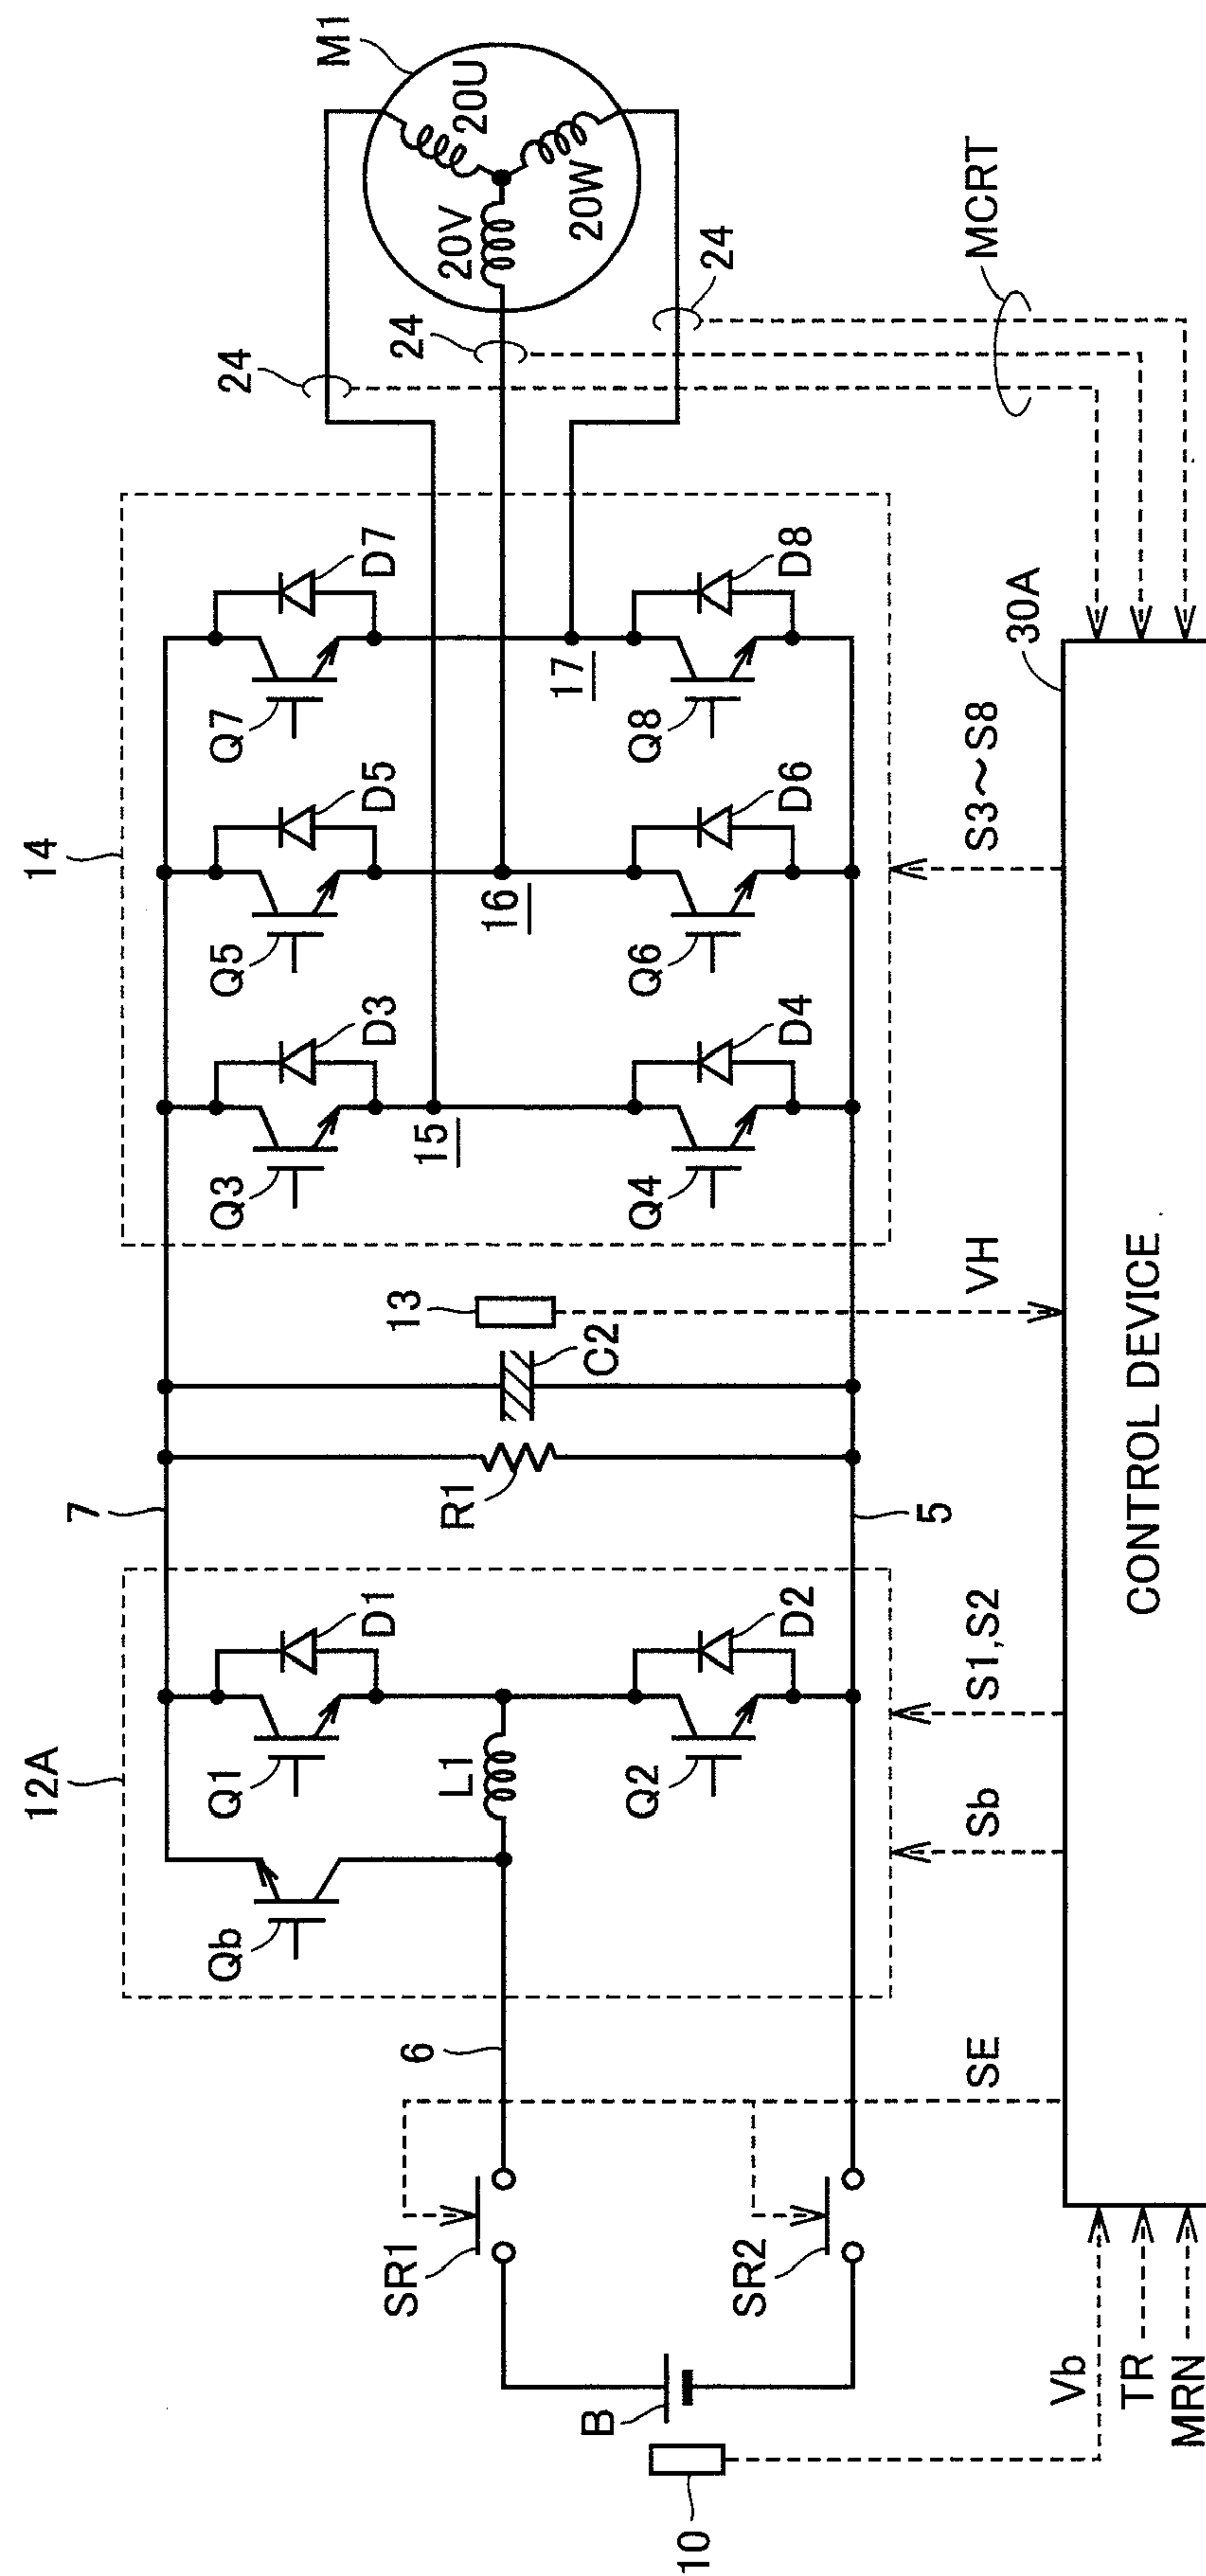 12A
7
14
M1
Qb
Q1
D1
Q3
D3
Q5
D5
Q7
D7
24
24
24
20U
20V
20W
SR1
6
L1
R1
13
C2
15
16
17
B
10
SR2
Q2
D2
5
Q4
D4
Q6
D6
Q8
D8
MCRT
SE
Sb
S1,S2
VH
S3~S8
30A
Vb
TR
MRN
CONTROL DEVICE